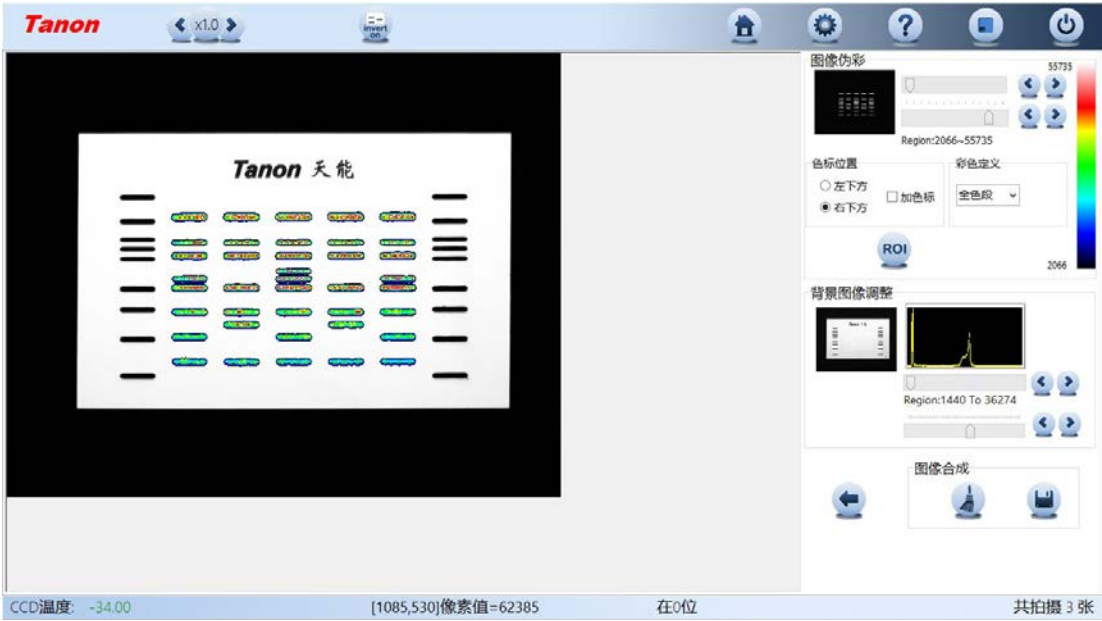 Tanon
x1.0
invert
on
?
图像伪彩
55735
Region:2066~55735
色标位置
彩色定义
左下方
右下方
加色标
全色段
ROI
2066
背景图像调整
Region:1440 To 36274
图像合成
Tanon 天能
CCD温度: -34.00
[1085,530]像素值=62385
在0位
共拍摄 3 张